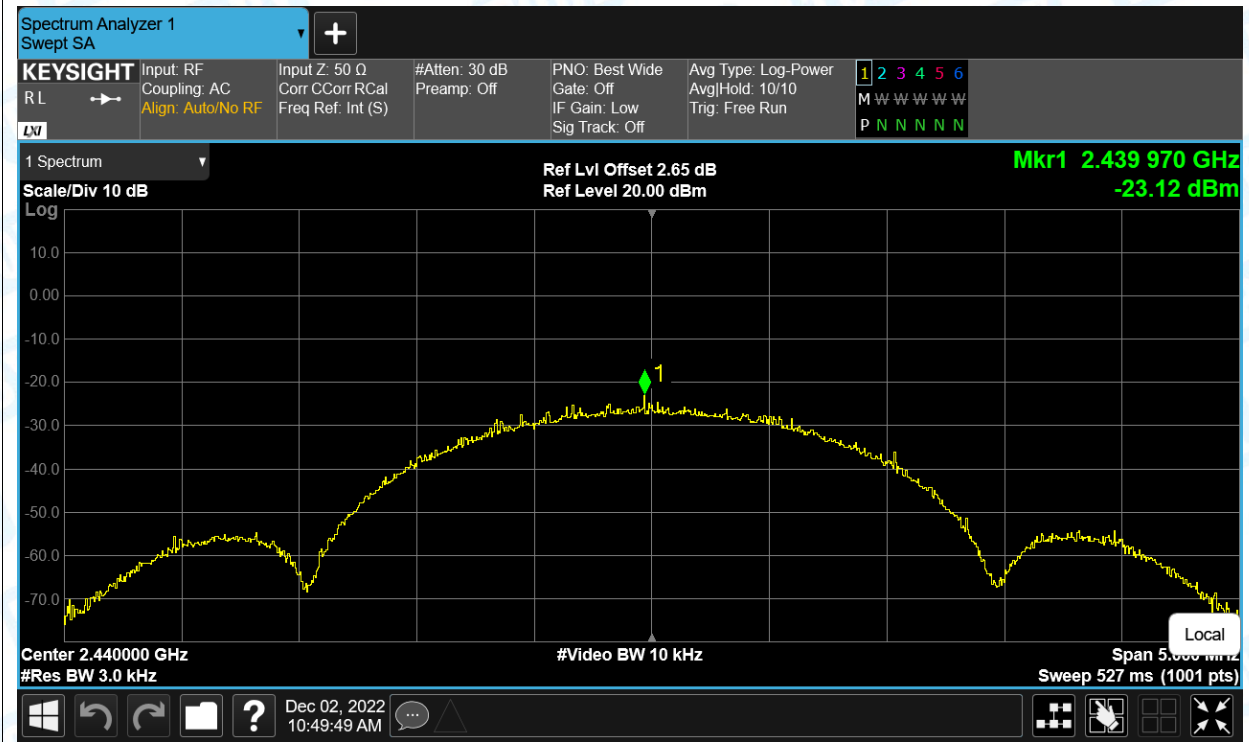 Spectrum Analyzer 1
Swept SA
+
KEYSIGHT
R L
LXI
Input: RF
Coupling: AC
Align: Auto/No RF
Input Z: 50 Ω
Corr CCorr RCal
Freq Ref: Int (S)
#Atten: 30 dB
Preamp: Off
PNO: Best Wide
Gate: Off
IF Gain: Low
Sig Track: Off
Avg Type: Log-Power
Avg|Hold: 10/10
Trig: Free Run
1 2 3 4 5 6
M W W W W W
P N N N N N
1 Spectrum
Scale/Div 10 dB
Log
Ref Lvl Offset 2.65 dB
Ref Level 20.00 dBm
Mkr1 2.439 970 GHz
-23.12 dBm
10.0
0.00
-10.0
1
-20.0
-30.0
-40.0
-50.0
-60.0
-70.0
Local
Center 2.440000 GHz
#Video BW 10 kHz
Span
#Res BW 3.0 kHz
Sweep 527 ms (1001 pts)
?
Dec 02, 2022
10:49:49 AM